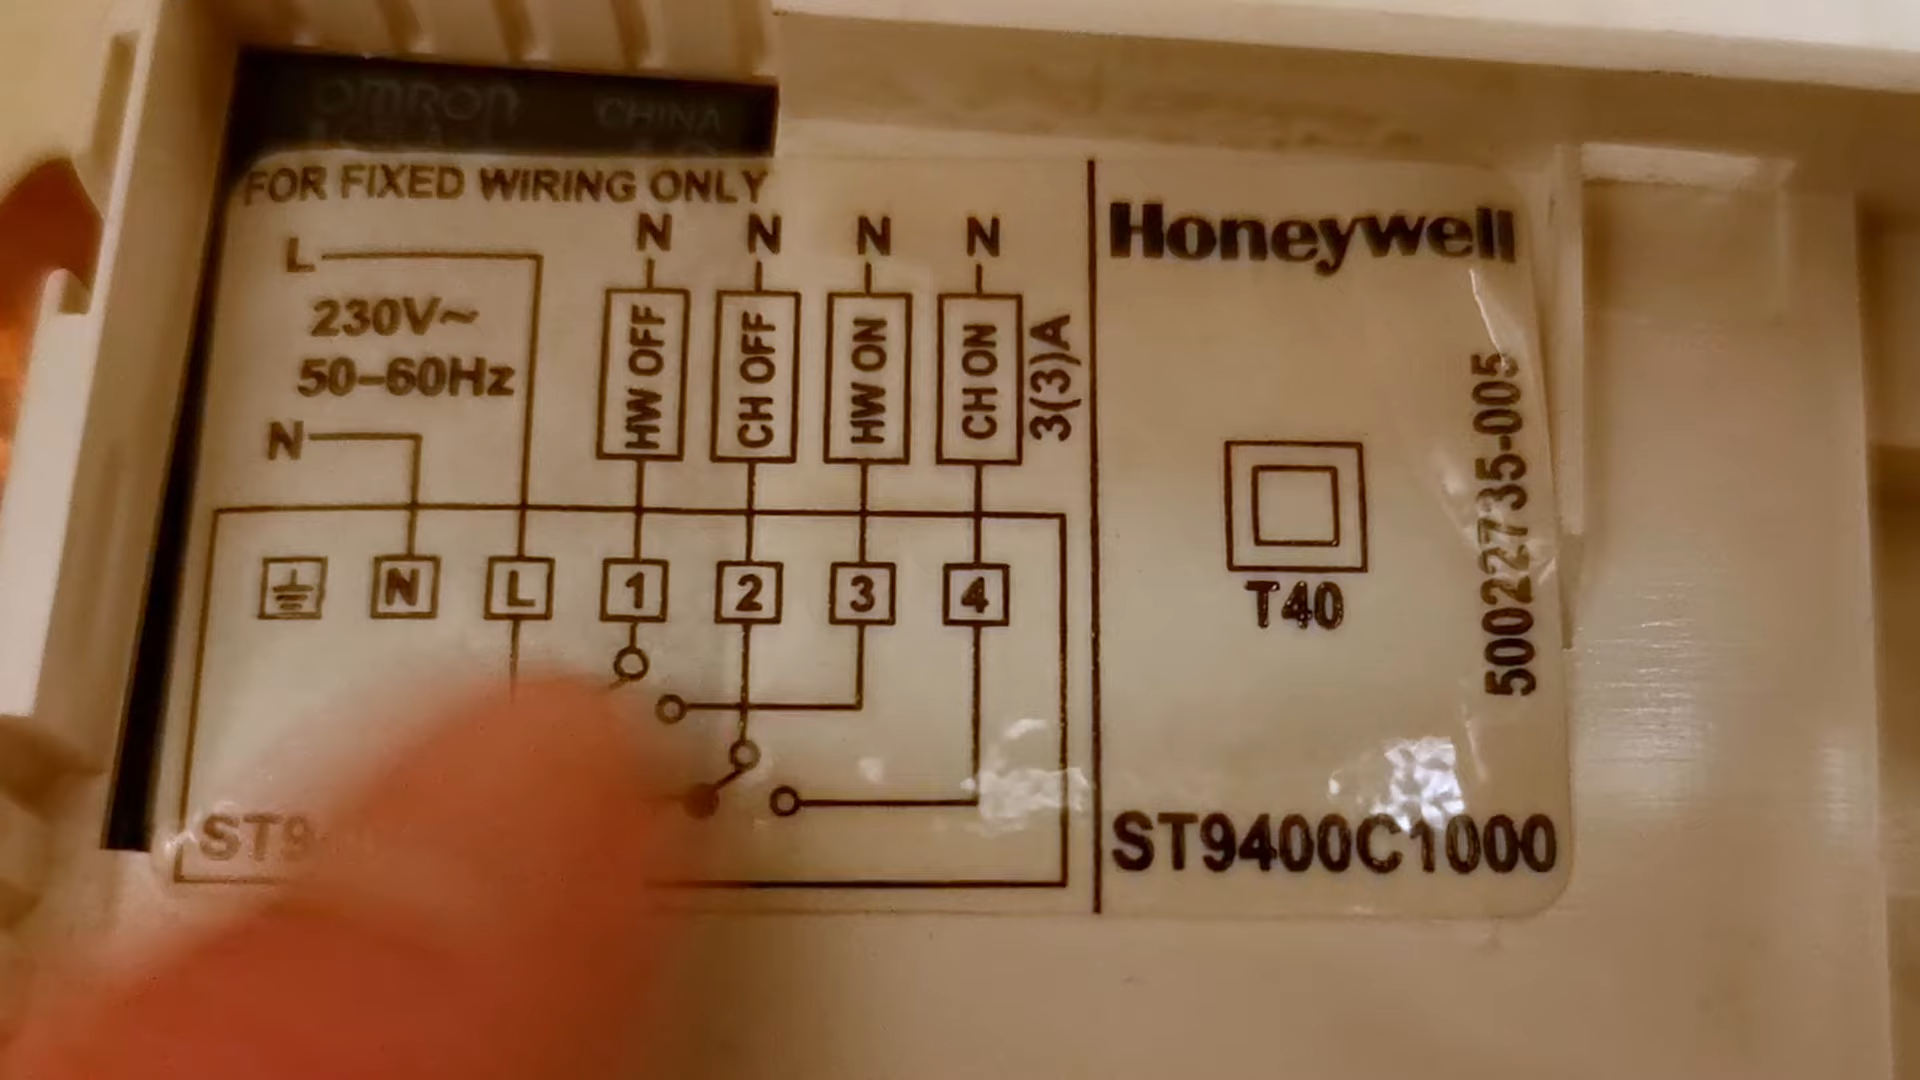 omron CHINA
FOR FIXED WIRING ONLY
L
230V~
50-60Hz
N
N N N N
HW OFF
CH OFF
HW ON
CH ON
3(3)A
N L 1 2 3 4
ST9
Honeywell
T40
50022735-005
ST9400C1000